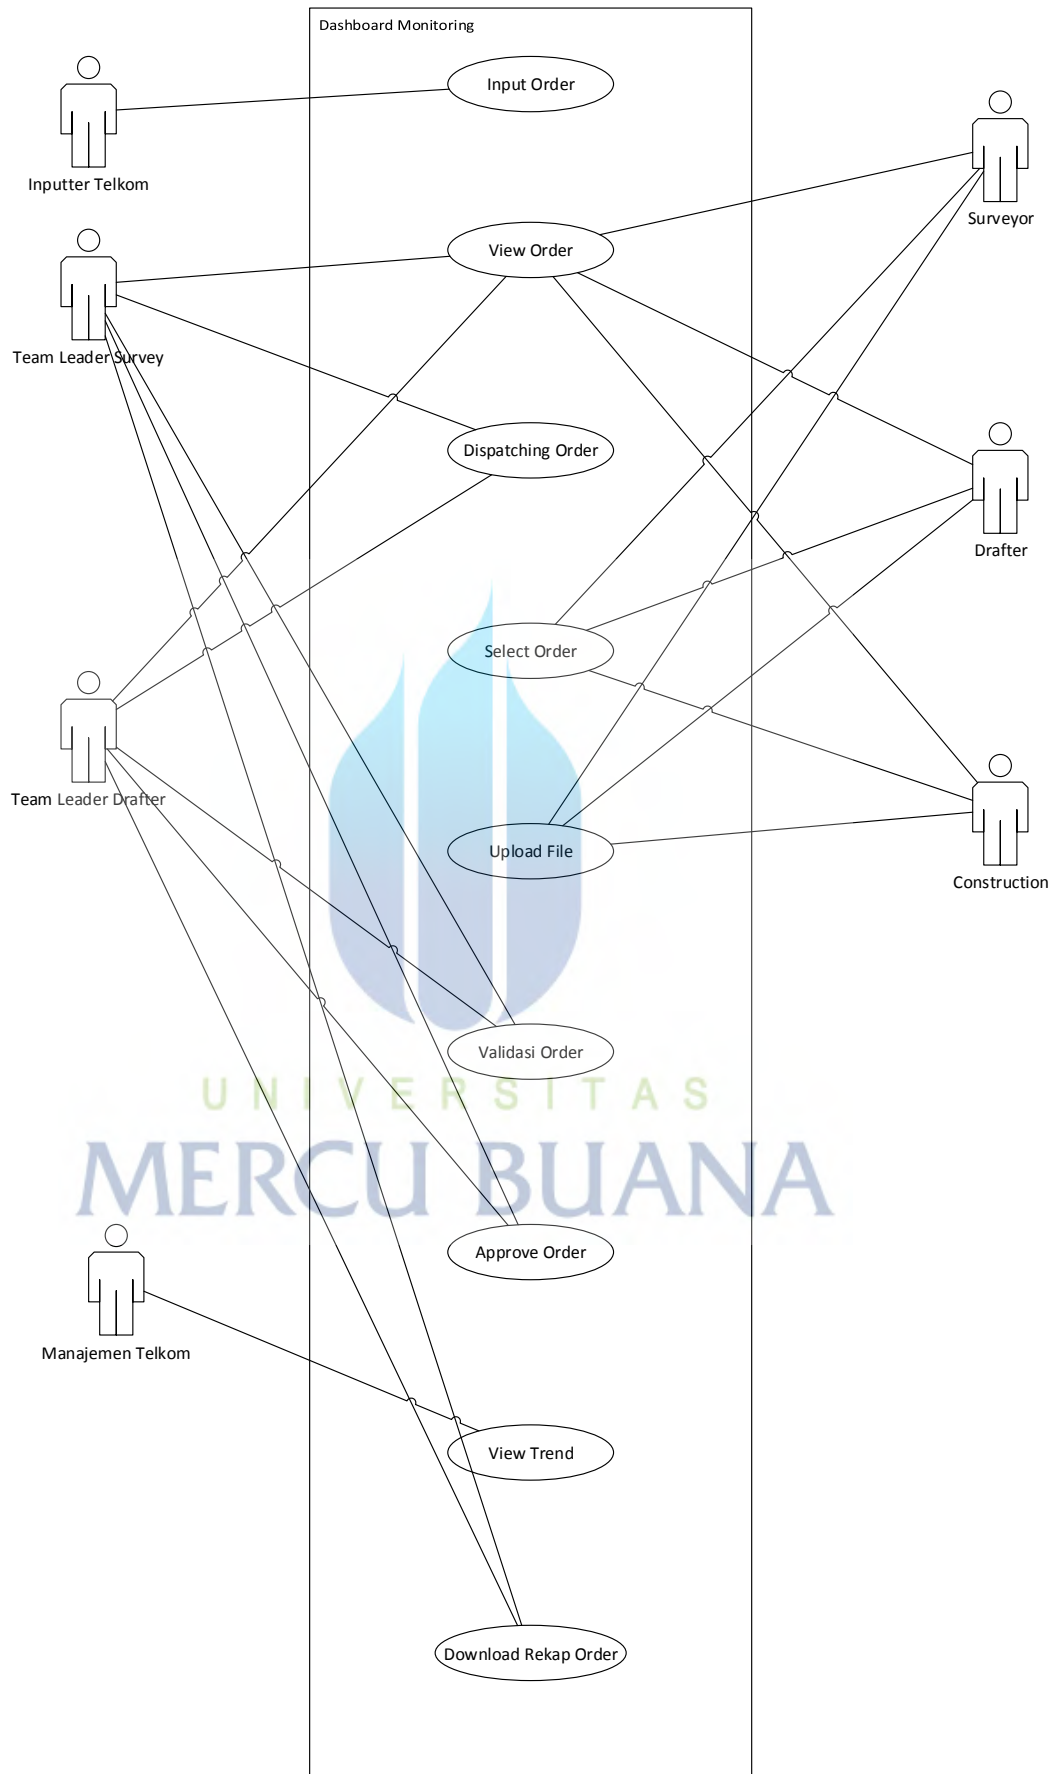 Dashboard Monitoring
Input Order
Inputter Telkom
Surveyor
View Order
Team Leader Survey
Dispatching Order
Drafter
Select Order
Team Leader Drafter
Upload File
Construction
Validasi Order
UNIVERSITAS
MERCU BUANA
Approve Order
Manajemen Telkom
View Trend
Download Rekap Order